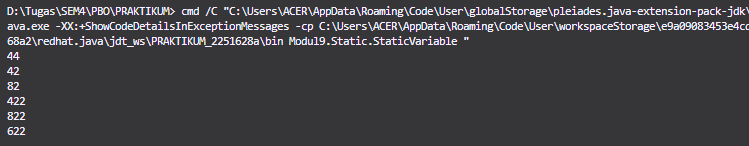 D:\Tugas\SEM4\PBO\PRAKTIKUM> cmd /C "C:\Users\ACER\AppData\Roaming\Code\User\globalStorage\pleiades.java-extension-pack-jdk\
ava.exe -XX:+ShowCodeDetailsInExceptionMessages -cp C:\Users\ACER\AppData\Roaming\Code\User\workspaceStorage\e9a09083453e4cc
68a2\redhat.java\jdt_ws\PRAKTIKUM_2251628a\bin Modul9.Static.StaticVariable "
44
42
82
422
822
622